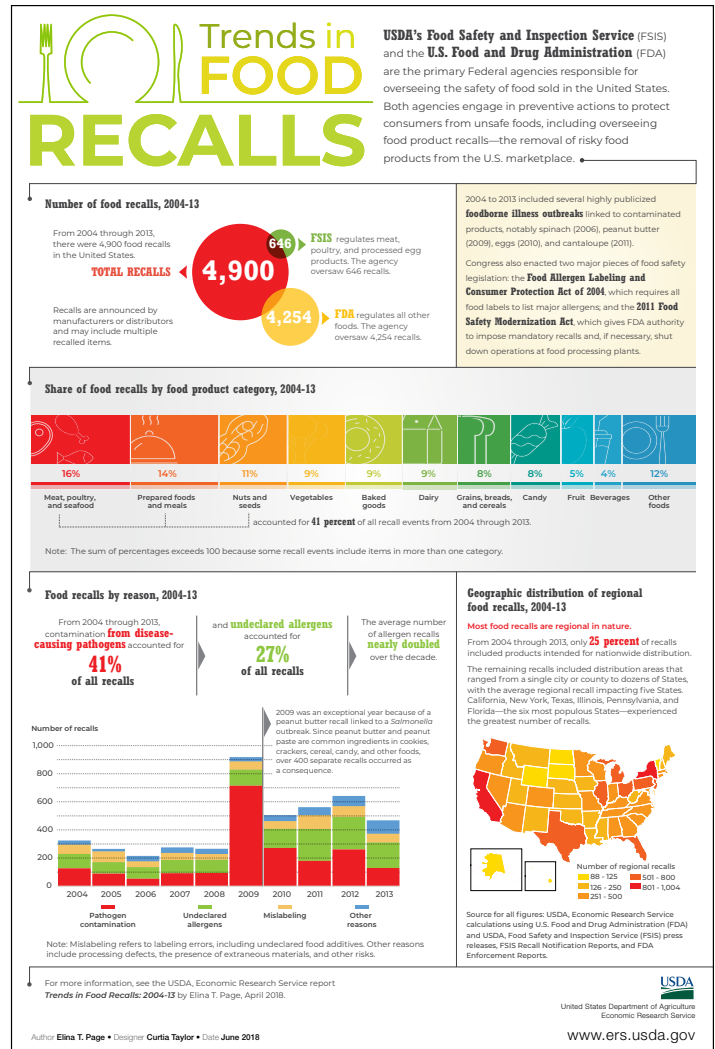 Trends in
FOOD
RECALLS
USDA's Food Safety and Inspection Service (FSIS)
and the U.S. Food and Drug Administration (FDA)
are the primary Federal agencies responsible for
overseeing the safety of food sold in the United States.
Both agencies engage in preventive actions to protect
consumers from unsafe foods, including overseeing
food product recalls—the removal of risky food
products from the U.S. marketplace.
Number of food recalls, 2004-13
From 2004 through 2013,
there were 4,900 food recalls
in the United States.
TOTAL RECALLS
Recalls are announced by
manufacturers or distributors
and may include multiple
recalled items.
4,900
646
4,254
FSIS regulates meat,
poultry, and processed egg
products. The agency
oversaw 646 recalls.
FDA regulates all other
foods. The agency
oversaw 4,254 recalls.
2004 to 2013 included several highly publicized
foodborne illness outbreaks linked to contaminated
products, notably spinach (2006), peanut butter
(2009), eggs (2010), and cantaloupe (2011).
Congress also enacted two major pieces of food safety
legislation: the Food Allergen Labeling and
Consumer Protection Act of 2004, which requires all
food labels to list major allergens; and the 2011 Food
Safety Modernization Act, which gives FDA authority
to impose mandatory recalls and, if necessary, shut
down operations at food processing plants.
Share of food recalls by food product category, 2004-13
16% 14% 11% 9% 9% 9% 8% 8% 5% 4% 12%
Meat, poultry, and seafood
Prepared foods and meals
Nuts and seeds
Vegetables
Baked goods
Dairy
Grains, breads, and cereals
Candy
Fruit
Beverages
Other foods
accounted for 41 percent of all recall events from 2004 through 2013.
Note: The sum of percentages exceeds 100 because some recall events include items in more than one category.
Food recalls by reason, 2004-13
From 2004 through 2013,
contamination from disease-
causing pathogens accounted for
41%
of all recalls
and undeclared allergens
accounted for
27%
of all recalls
The average number
of allergen recalls
nearly doubled
over the decade.
2009 was an exceptional year because of a
peanut butter recall linked to a Salmonella
outbreak. Since peanut butter and peanut
paste are common ingredients in cookies,
crackers, cereal, candy, and other foods,
over 400 separate recalls occurred as
a consequence.
Number of recalls
1,000
800
600
400
200
0
2004 2005 2006 2007 2008 2009 2010 2011 2012 2013
Pathogen contamination
Undeclared allergens
Mislabeling
Other reasons
Note: Mislabeling refers to labeling errors, including undeclared food additives. Other reasons
include processing defects, the presence of extraneous materials, and other risks.
Geographic distribution of regional
food recalls, 2004-13
Most food recalls are regional in nature.
From 2004 through 2013, only 25 percent of recalls
included products intended for nationwide distribution.
The remaining recalls included distribution areas that
ranged from a single city or county to dozens of States,
with the average regional recall impacting five States.
California, New York, Texas, Illinois, Pennsylvania, and
Florida—the six most populous States—experienced
the greatest number of recalls.
Number of regional recalls
88 - 125
126 - 250
251 - 500
501 - 800
801 - 1,004
Source for all figures: USDA, Economic Research Service
calculations using U.S. Food and Drug Administration (FDA)
and USDA, Food Safety and Inspection Service (FSIS) press
releases, FSIS Recall Notification Reports, and FDA
Enforcement Reports.
For more information, see the USDA, Economic Research Service report
Trends in Food Recalls: 2004-13 by Elina T. Page, April 2018.
USDA
United States Department of Agriculture
Economic Research Service
Author Elina T. Page • Designer Curtia Taylor • Date June 2018
www.ers.usda.gov